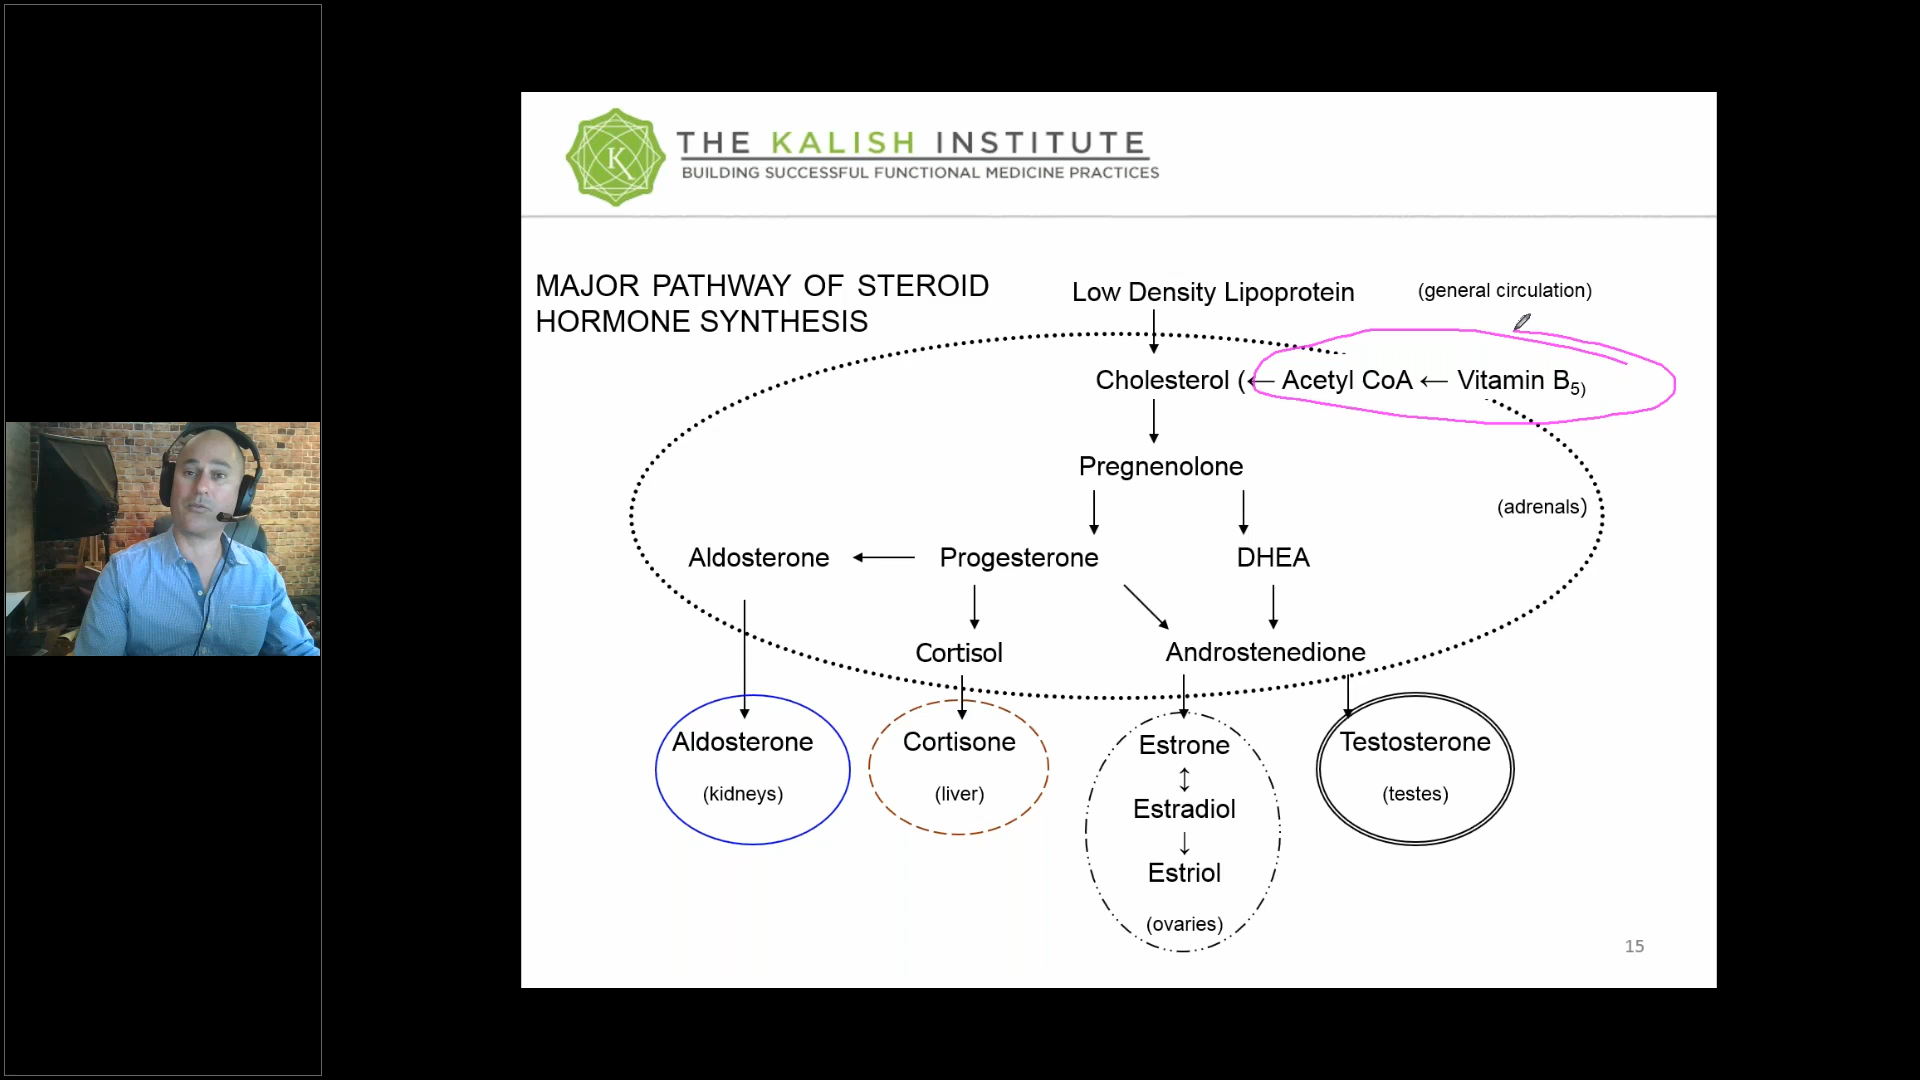 K
THE KALISH INSTITUTE
BUILDING SUCCESSFUL FUNCTIONAL MEDICINE PRACTICES
MAJOR PATHWAY OF STEROID
HORMONE SYNTHESIS
Low Density Lipoprotein (general circulation)
Cholesterol (← Acetyl CoA ← Vitamin B5)
Pregnenolone
(adrenals)
Aldosterone Progesterone DHEA
Cortisol Androstenedione
Aldosterone Cortisone Estrone Testosterone
(kidneys) (liver) Estradiol (testes)
Estriol
(ovaries)
15